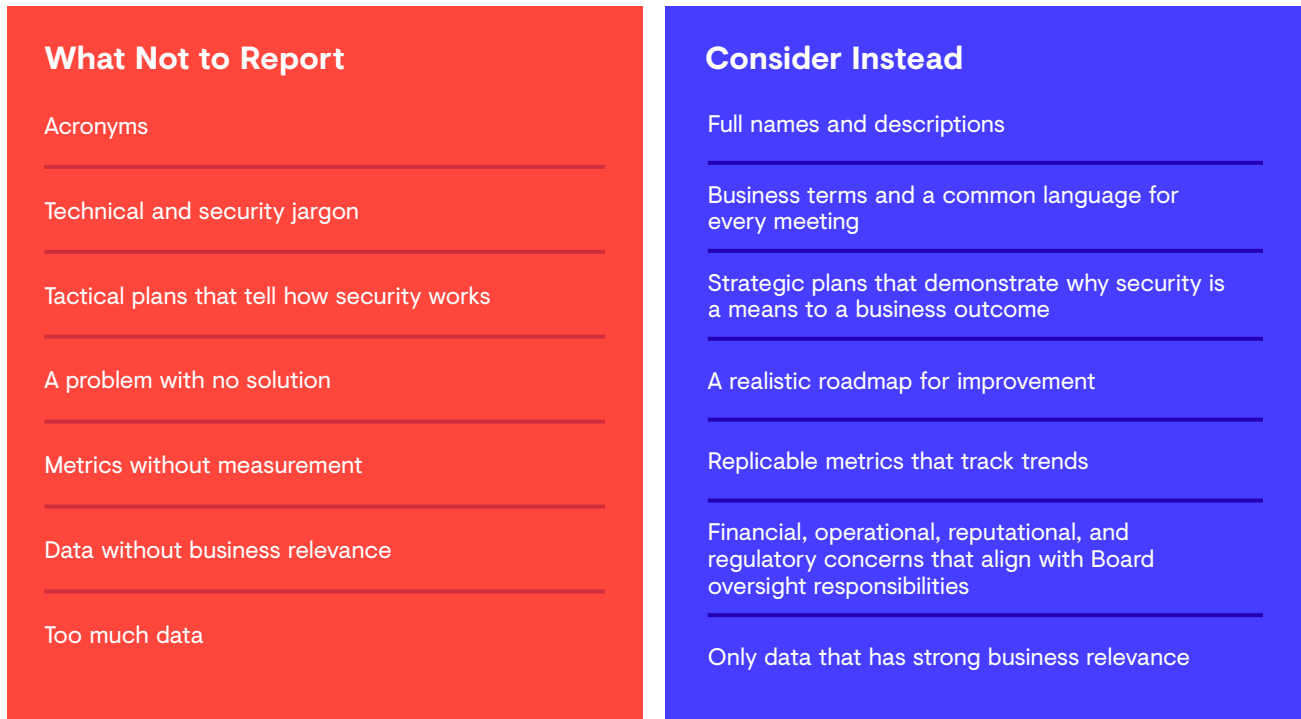 What Not to Report
Acronyms
Technical and security jargon
Tactical plans that tell how security works
A problem with no solution
Metrics without measurement
Data without business relevance
Too much data
Consider Instead
Full names and descriptions
Business terms and a common language for
every meeting
Strategic plans that demonstrate why security is
a means to a business outcome
A realistic roadmap for improvement
Replicable metrics that track trends
Financial, operational, reputational, and
regulatory concerns that align with Board
oversight responsibilities
Only data that has strong business relevance